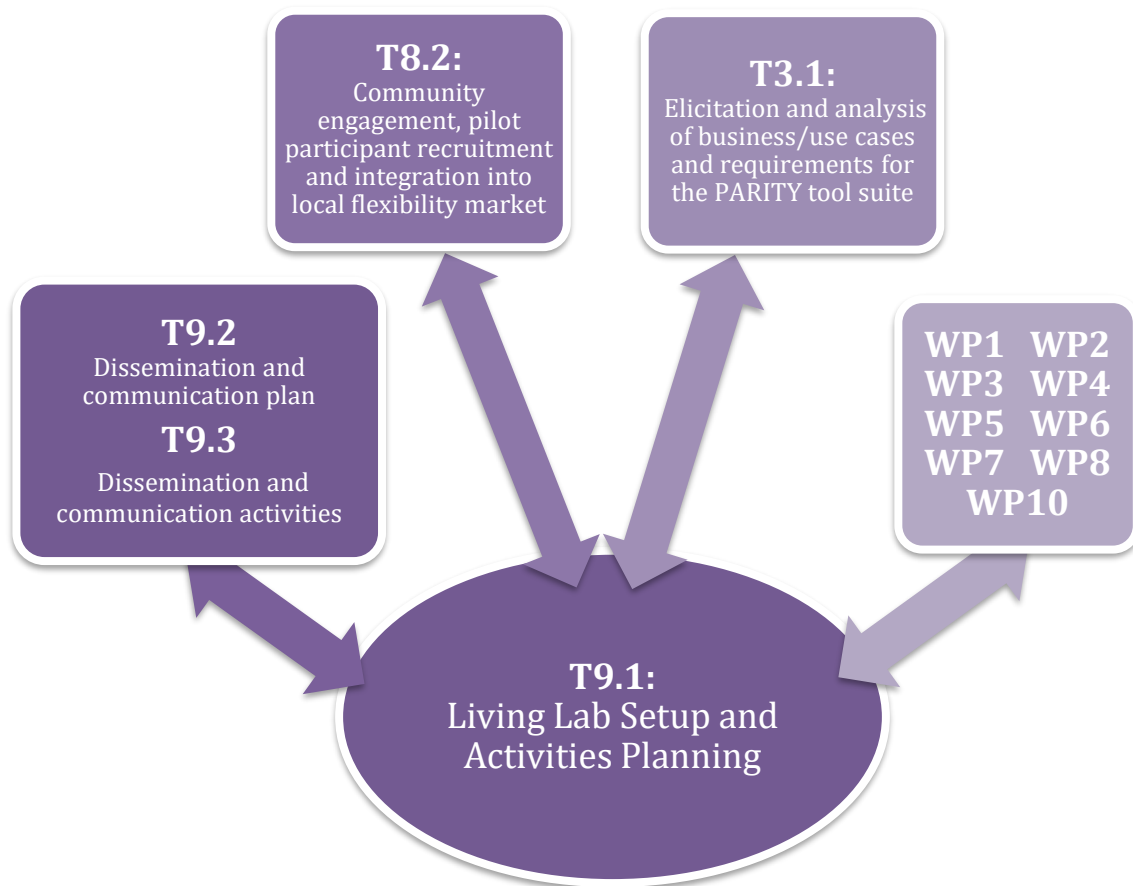 T8.2:
Community
engagement, pilot
participant recruitment
and integration into
local flexibility market
T3.1:
Elicitation and analysis
of business/use cases
and requirements for
the PARITY tool suite
T9.2
Dissemination and
communication plan
T9.3
Dissemination and
communication activities
WP1 WP2
WP3 WP4
WP5 WP6
WP7 WP8
WP10
T9.1:
Living Lab Setup and
Activities Planning